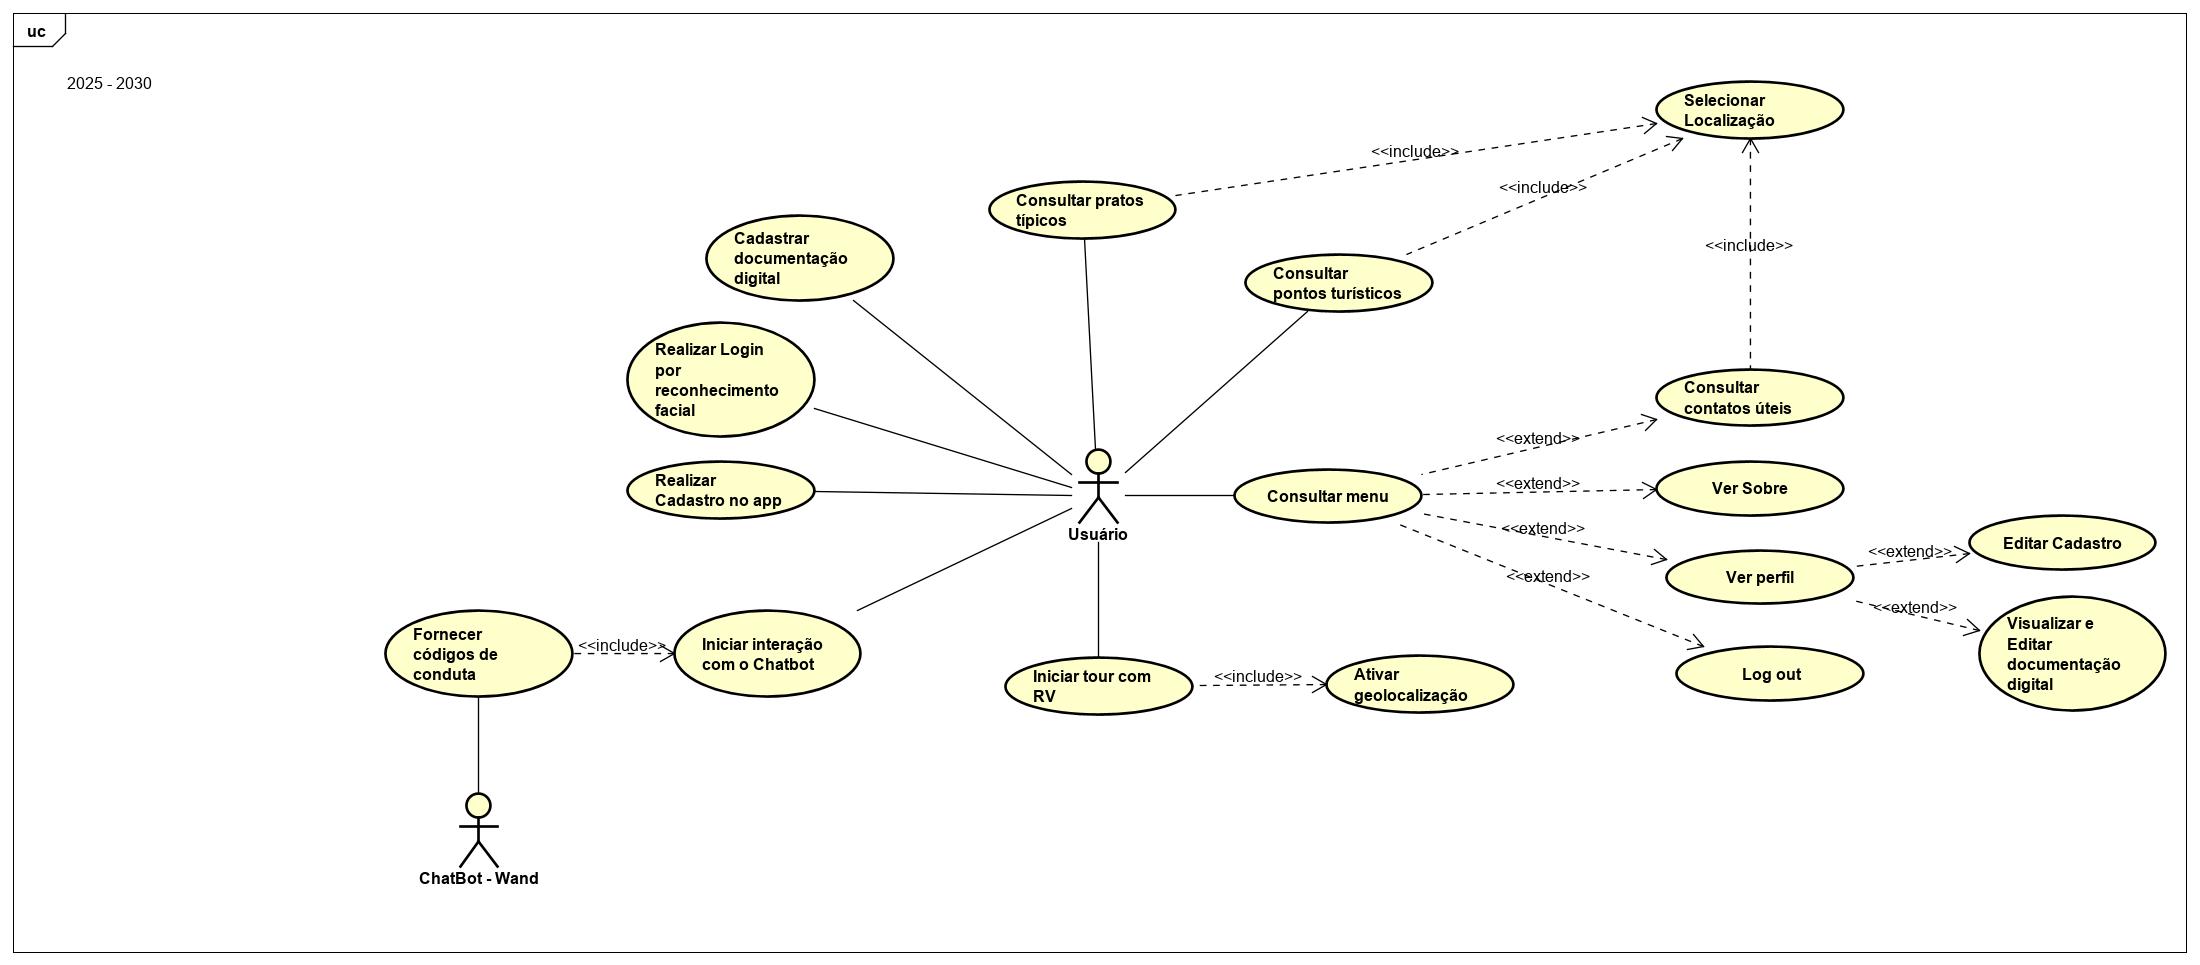 uc
2025 - 2030
Selecionar
Localização
<<include>>
<<include>>
Consultar pratos
típicos
Cadastrar
documentação
digital
<<include>>
Consultar
pontos turísticos
Realizar Login
por
reconhecimento
facial
Consultar
contatos úteis
<<extend>>
Realizar
Cadastro no app
Consultar menu
<<extend>>
Ver Sobre
Usuário
<<extend>>
Editar Cadastro
<<extend>>
<<extend>>
Ver perfil
<<extend>>
Visualizar e
Editar
documentação
digital
Fornecer
códigos de
conduta
<<include>>
Iniciar interação
com o Chatbot
Iniciar tour com
RV
<<include>>
Ativar
geolocalização
Log out
ChatBot - Wand